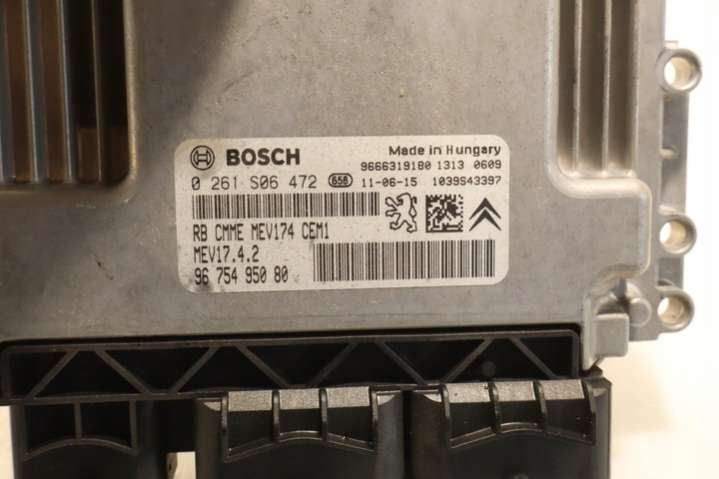 BOSCH
Made in Hungary
9666319180 1313 0609
0 261 S06 472 656 11-06-15 1039S43397
RB CMME MEV174 CEM1
MEV17.4.2
96 754 950 80